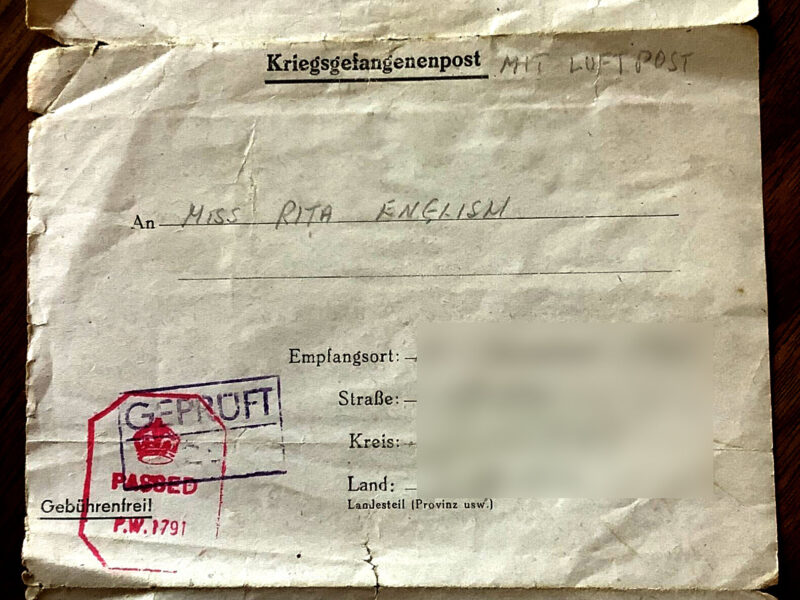 Kriegsgefangenenpost MIT LUFTPOST
An MISS RITA ENGLISH
Empfangsort:
Straße:
Kreis:
Land:
Landesteil (Provinz usw.)
GEPRÜFT
PASSED
P.W. 1791
Gebührenfrei!